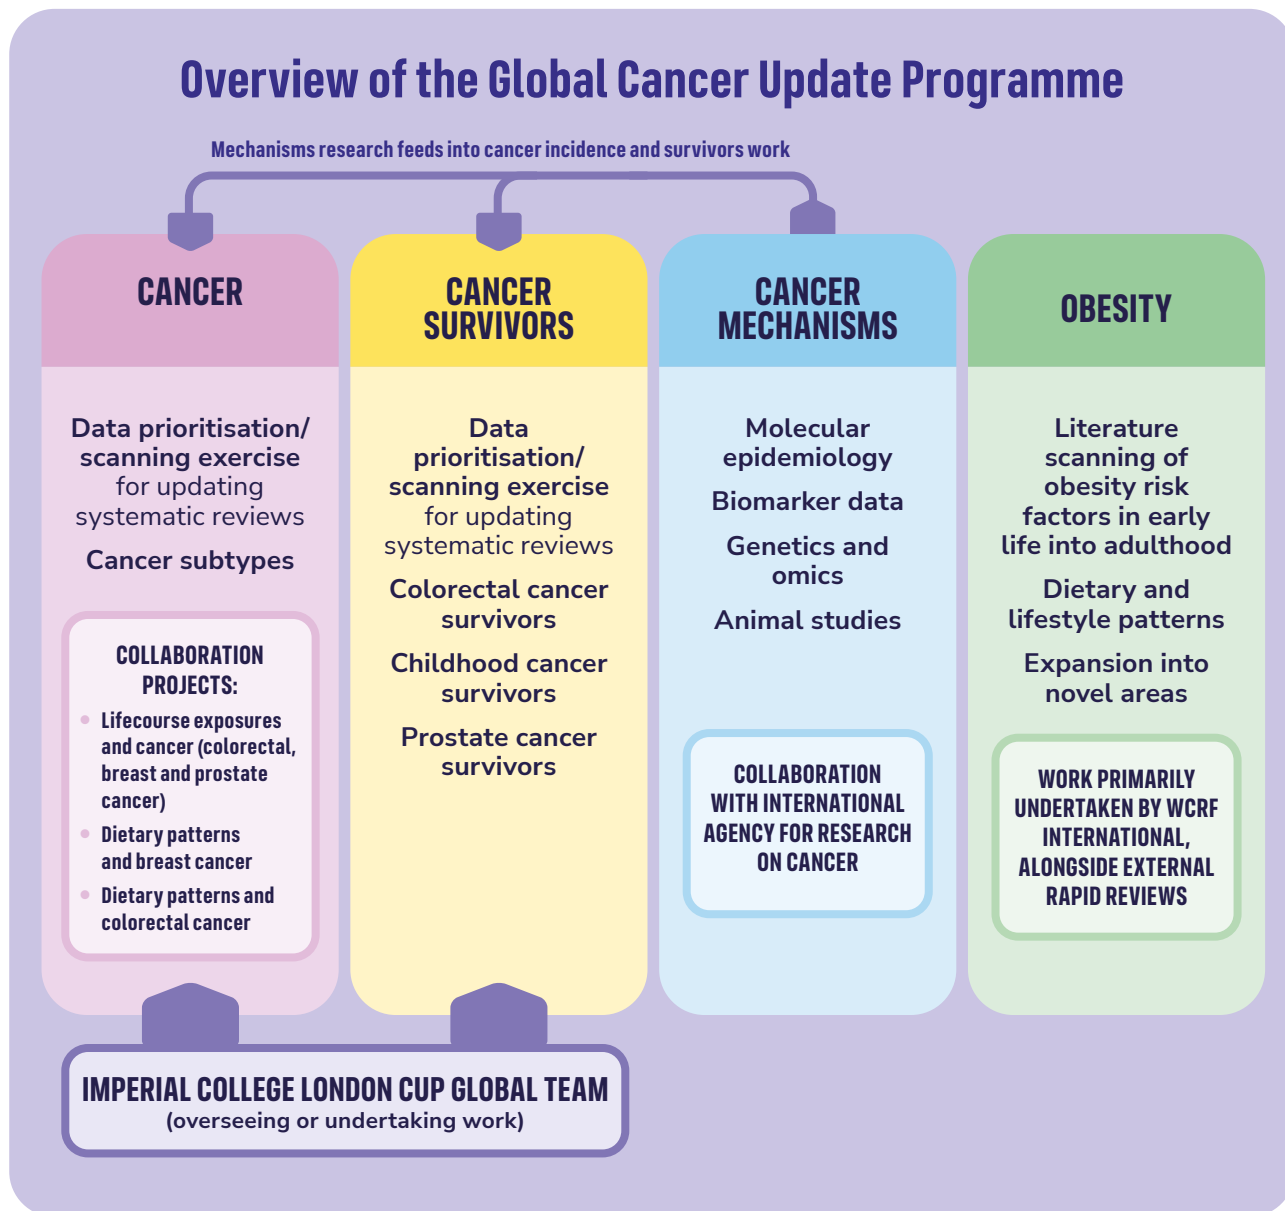 Overview of the Global Cancer Update Programme
Mechanisms research feeds into cancer incidence and survivors work
CANCER
Data prioritisation/
scanning exercise
for updating
systematic reviews
Cancer subtypes
COLLABORATION
PROJECTS:
Lifecourse exposures
and cancer (colorectal,
breast and prostate
cancer)
Dietary patterns
and breast cancer
Dietary patterns and
colorectal cancer
CANCER
SURVIVORS
Data
prioritisation/
scanning exercise
for updating
systematic reviews
Colorectal cancer
survivors
Childhood cancer
survivors
Prostate cancer
survivors
CANCER
MECHANISMS
Molecular
epidemiology
Biomarker data
Genetics and
omics
Animal studies
COLLABORATION
WITH INTERNATIONAL
AGENCY FOR RESEARCH
ON CANCER
OBESITY
Literature
scanning of
obesity risk
factors in early
life into adulthood
Dietary and
lifestyle patterns
Expansion into
novel areas
WORK PRIMARILY
UNDERTAKEN BY WCRF
INTERNATIONAL,
ALONGSIDE EXTERNAL
RAPID REVIEWS
IMPERIAL COLLEGE LONDON CUP GLOBAL TEAM
(overseeing or undertaking work)